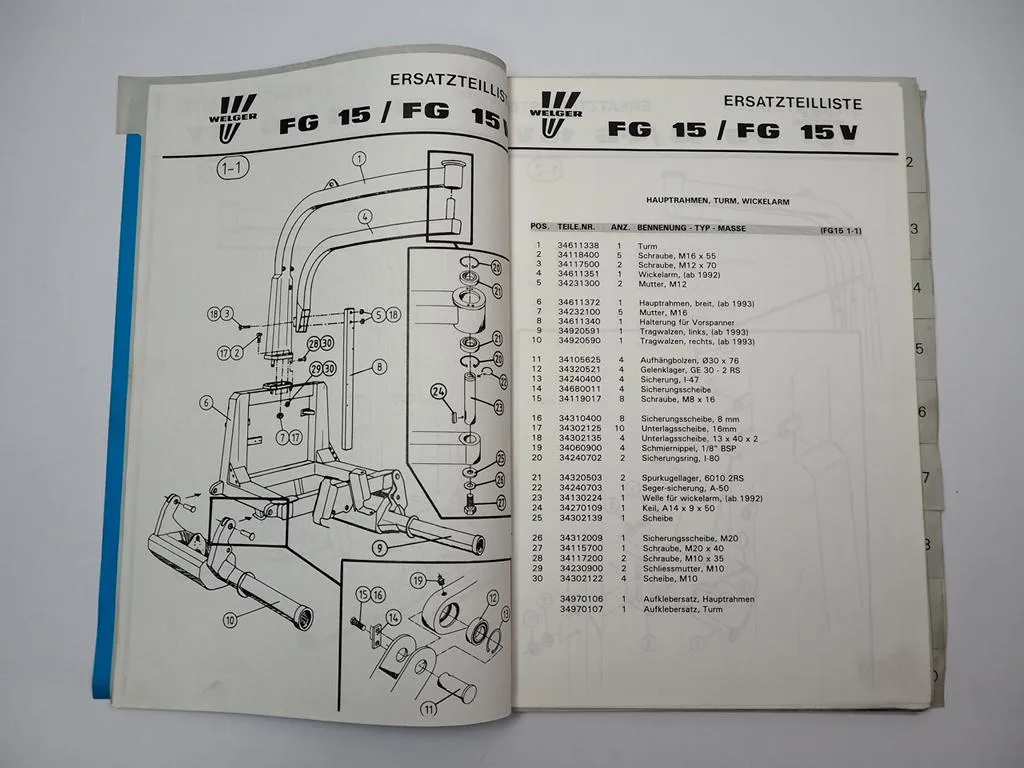 ERSATZTEILLIST
WELGER
FG 15 / FG 15
1-1
1
4
20
21
18 3
5 18
21
17 2
28 30
20
22
29 30
8
24
23
6
7 17
25
26
27
9
19
15 16
14
12
13
10
11
ERSATZTEILLISTE
WELGER
FG 15 / FG 15 V
HAUPTRAHMEN, TURM, WICKELARM
POS. TEILE.NR. ANZ. BENNENUNG - TYP - MASSE (FG15 1-1)
1 34611338 1 Turm
2 34118400 5 Schraube, M16 x 55
3 34117500 2 Schraube, M12 x 70
4 34611351 1 Wickelarm, (ab 1992)
5 34231300 2 Mutter, M12
6 34611372 1 Hauptrahmen, breit, (ab 1993)
7 34232100 5 Mutter, M16
8 34611340 1 Halterung für Vorspanner
9 34920591 1 Tragwalzen, links, (ab 1993)
10 34920590 1 Tragwalzen, rechts, (ab 1993)
11 34105625 4 Aufhängbolzen, Ø30 x 76
12 34320521 4 Gelenklager, GE 30 - 2 RS
13 34240400 4 Sicherung, I-47
14 34680011 4 Sicherungsscheibe
15 34119017 8 Schraube, M8 x 16
16 34310400 8 Sicherungsscheibe, 8 mm
17 34302125 10 Unterlagsscheibe, 16mm
18 34302135 4 Unterlagsscheibe, 13 x 40 x 2
19 34060900 4 Schmiernippel, 1/8" BSP
20 34240702 2 Sicherungsring, I-80
21 34320503 2 Spurkugellager, 6010 2RS
22 34240703 1 Seger-sicherung, A-50
23 34130224 1 Welle für wickelarm, (ab 1992)
24 34270109 1 Keil, A14 x 9 x 50
25 34302139 1 Scheibe
26 34312009 1 Sicherungsscheibe, M20
27 34115700 1 Schraube, M20 x 40
28 34117200 2 Schraube, M10 x 35
29 34230900 2 Schliessmutter, M10
30 34302122 4 Scheibe, M10
34970106 1 Aufklebersatz, Hauptrahmen
34970107 1 Aufklebersatz, Turm
2
3
4
5
6
7
8
9